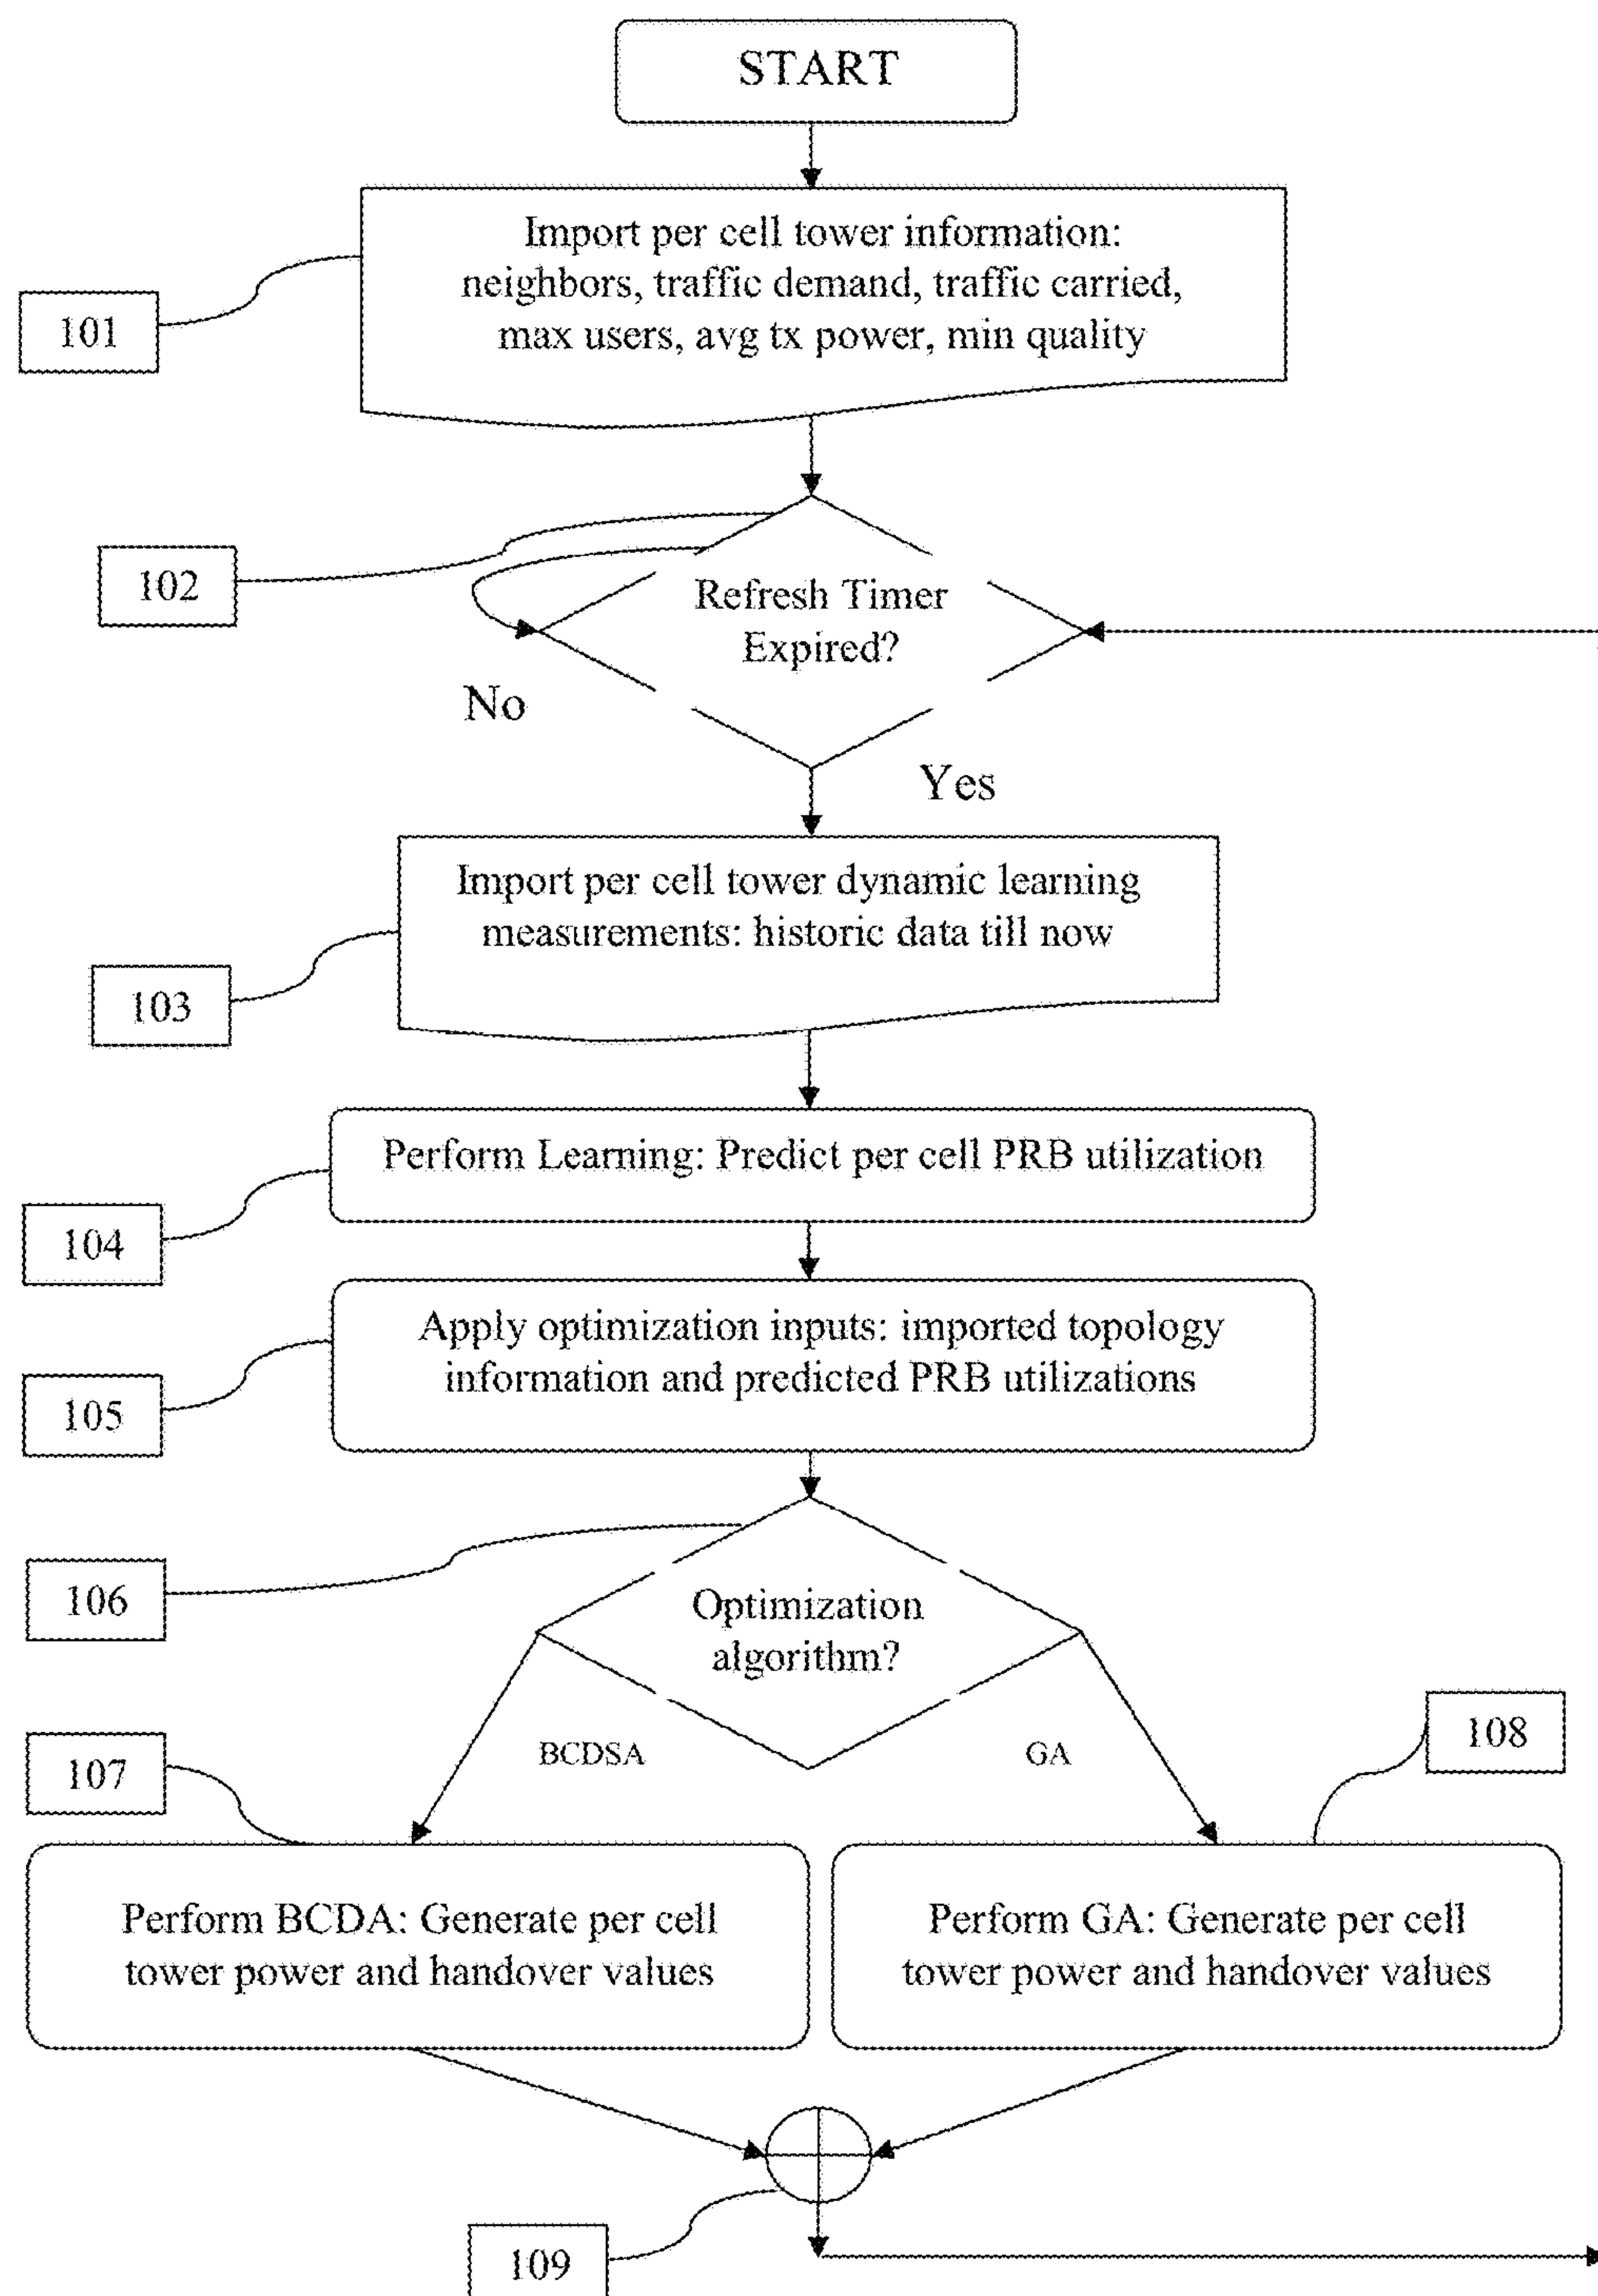 START
Import per cell tower information:
neighbors, traffic demand, traffic carried,
max users, avg tx power, min quality
101
102
Refresh Timer
Expired?
No
Yes
Import per cell tower dynamic learning
measurements: historic data till now
103
Perform Learning: Predict per cell PRB utilization
104
Apply optimization inputs: imported topology
information and predicted PRB utilizations
105
106
Optimization
algorithm?
BCDSA
GA
107
108
Perform BCDA: Generate per cell
tower power and handover values
Perform GA: Generate per cell
tower power and handover values
109